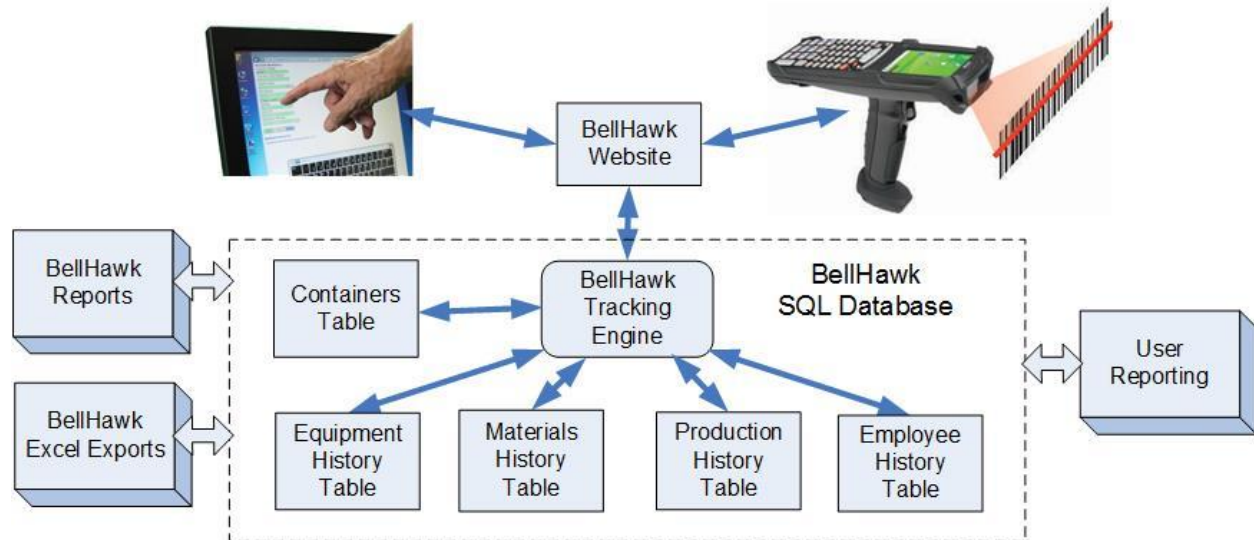 BellHawk
Website
BellHawk
Reports
Containers
Table
BellHawk
Tracking
Engine
BellHawk
SQL Database
User
Reporting
BellHawk
Excel Exports
Equipment
History
Table
Materials
History
Table
Production
History
Table
Employee
History
Table